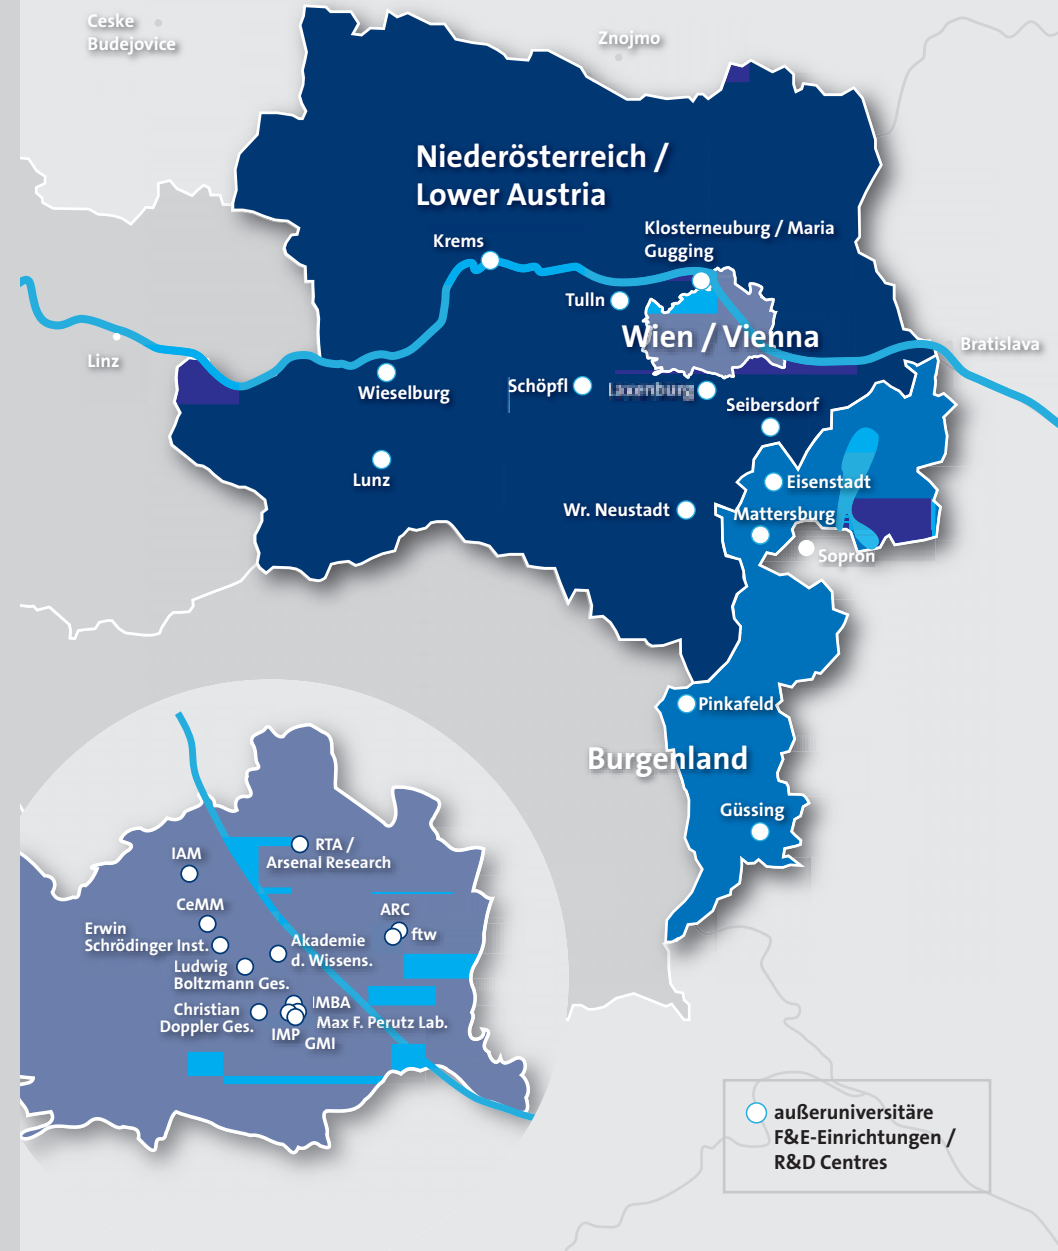 Ceske
Budejovice
Znojmo
Niederösterreich /
Lower Austria
Klosterneuburg / Maria
Gugging
Krems
Tulln
Wien / Vienna
Bratislava
Linz
Wieselburg
Schöpfl
Laxenburg
Seibersdorf
Lunz
Eisenstadt
Wr. Neustadt
Mattersburg
Sopron
Pinkafeld
Burgenland
Güssing
RTA /
Arsenal Research
IAM
CeMM
ARC
ftw
Erwin
Schrödinger Inst.
Akademie
d. Wissens.
Ludwig
Boltzmann Ges.
IMBA
Christian
Doppler Ges.
Max F. Perutz Lab.
IMP
GMI
außeruniversitäre
F&E-Einrichtungen /
R&D Centres